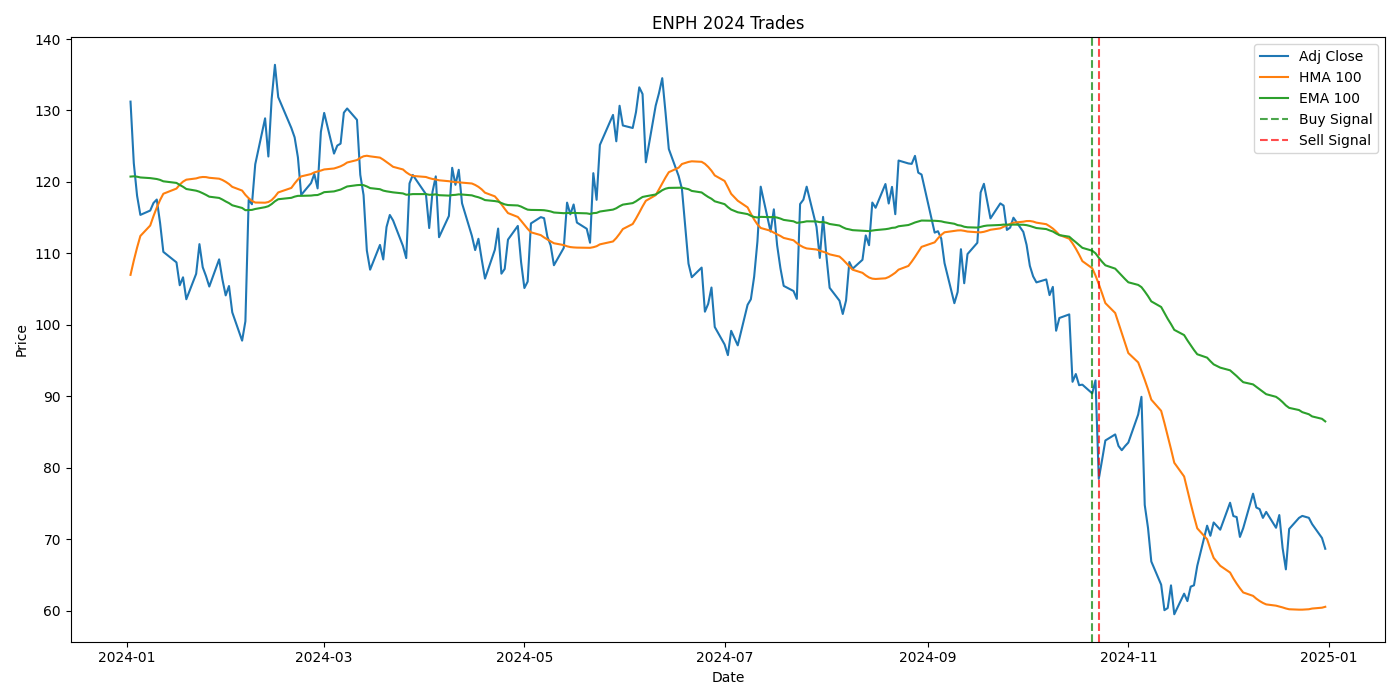 ENPH 2024 Trades
140
130
120
110
100
90
80
70
60
Price
Adj Close
HMA 100
EMA 100
Buy Signal
Sell Signal
2024-01
2024-03
2024-05
2024-07
2024-09
2024-11
2025-01
Date